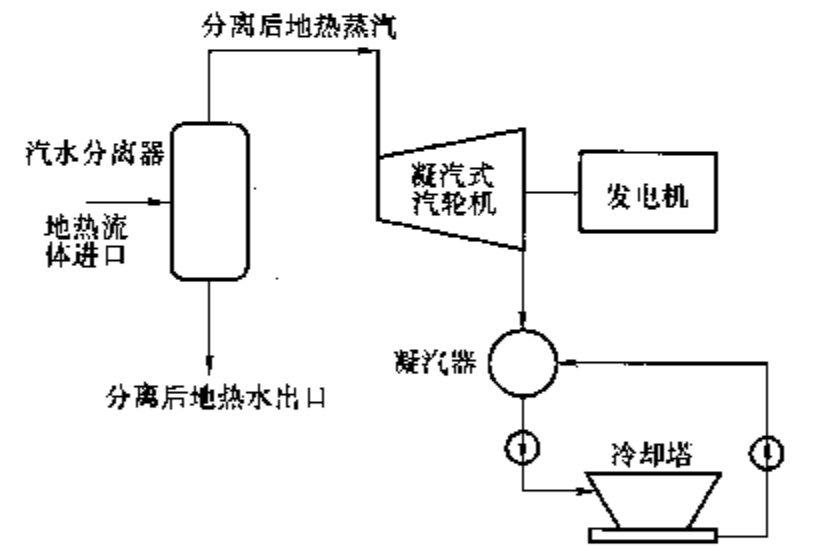 分离后地热蒸汽
汽水分离器
地热流
体进口
凝汽式
汽轮机
发电机
凝汽器
分离后地热水出口
冷却塔